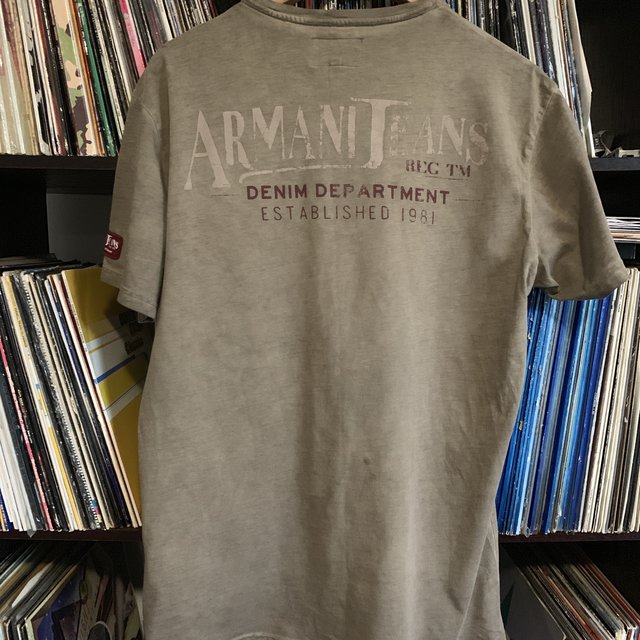 ARMANI JEANS
REG TM
DENIM DEPARTMENT
ESTABLISHED 1981